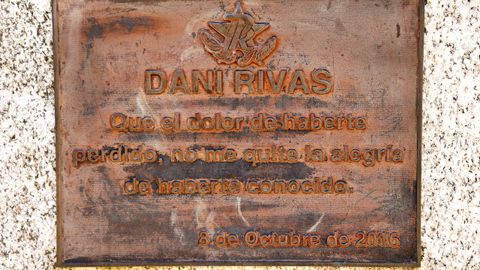 DANI RIVAS
Que el dolor de haberte
perdido, no me quite la alegría
de haberte conocido.
8 de Octubre de 2016